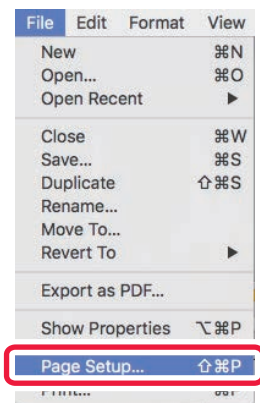 File Edit Format View
New ⌘N
Open... ⌘O
Open Recent ▶
Close ⌘W
Save... ⌘S
Duplicate ⇧⌘S
Rename...
Move To...
Revert To ▶
Export as PDF...
Show Properties ⌥⌘P
Page Setup... ⇧⌘P